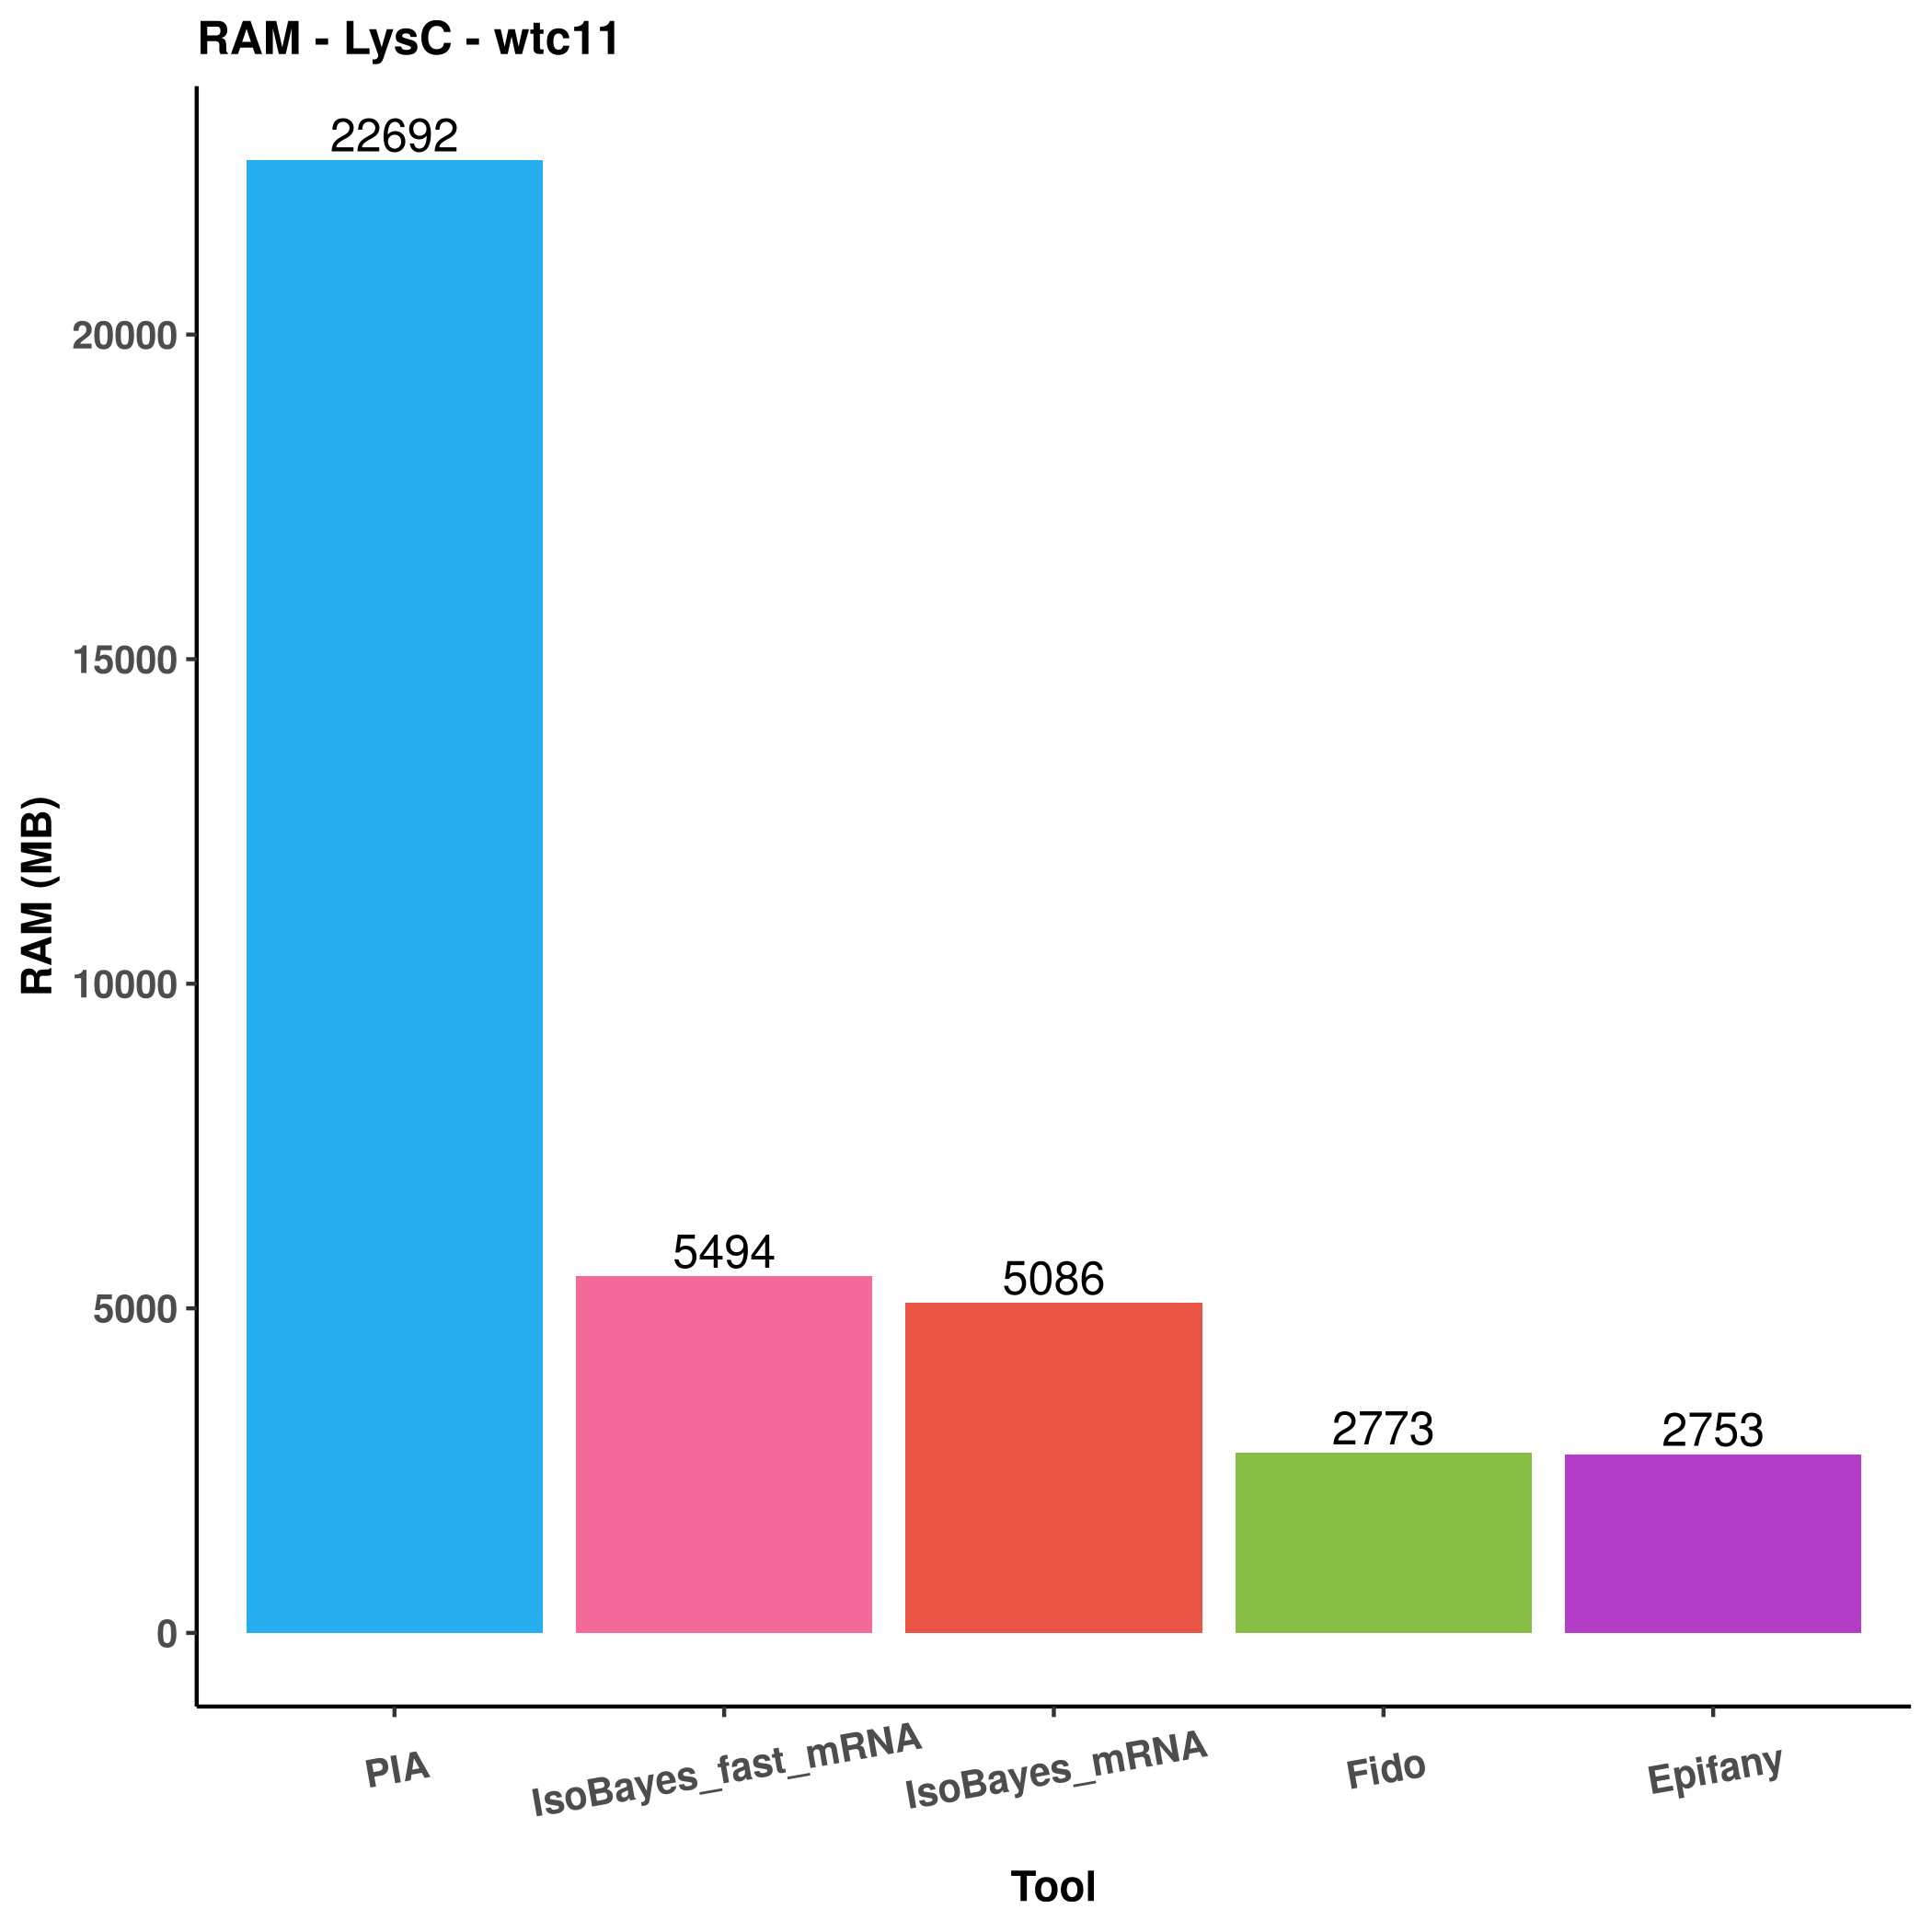 RAM - LysC - wtc11
RAM (MB)
20000
15000
10000
5000
0
22692
5494
5086
2773
2753
PIA
IsoBayes_fast_mRNA
IsoBayes_mRNA
Fido
Epifany
Tool